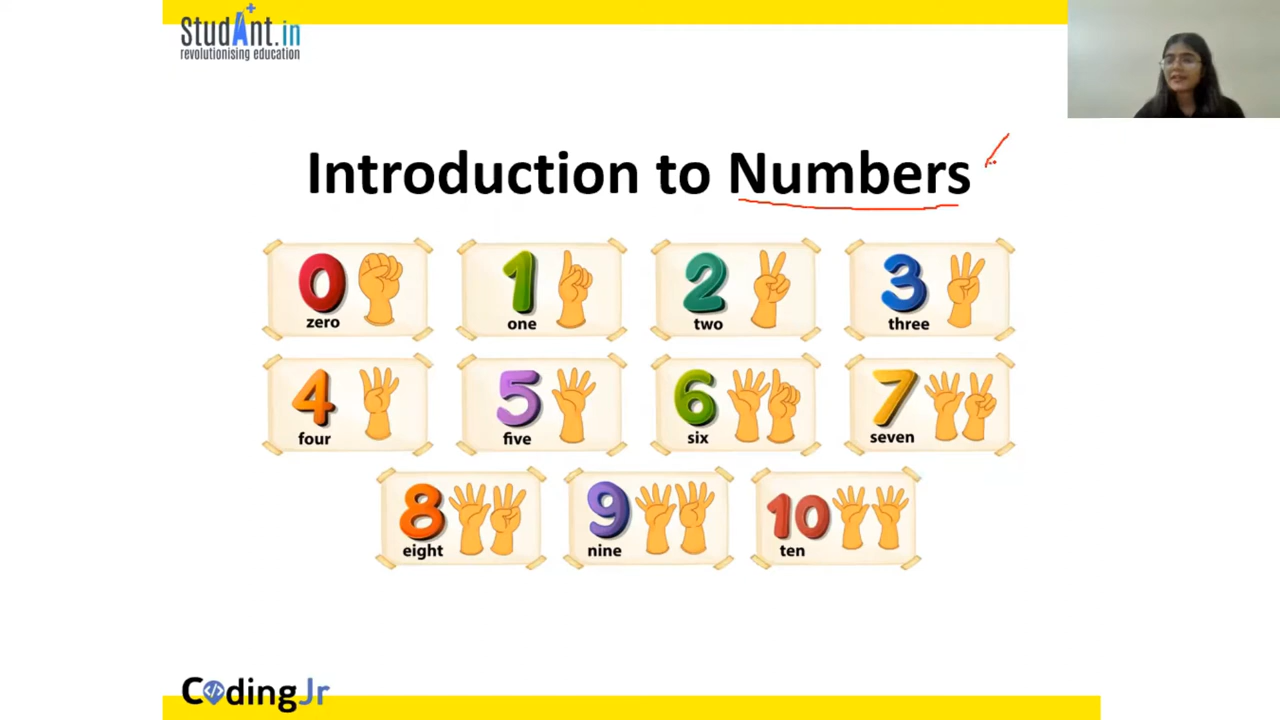 StudAnt.in
revolutionising education
Introduction to Numbers
0 1 2 3
zero one two three
4 5 6 7
four five six seven
8 9 10
eight nine ten
CodingJr